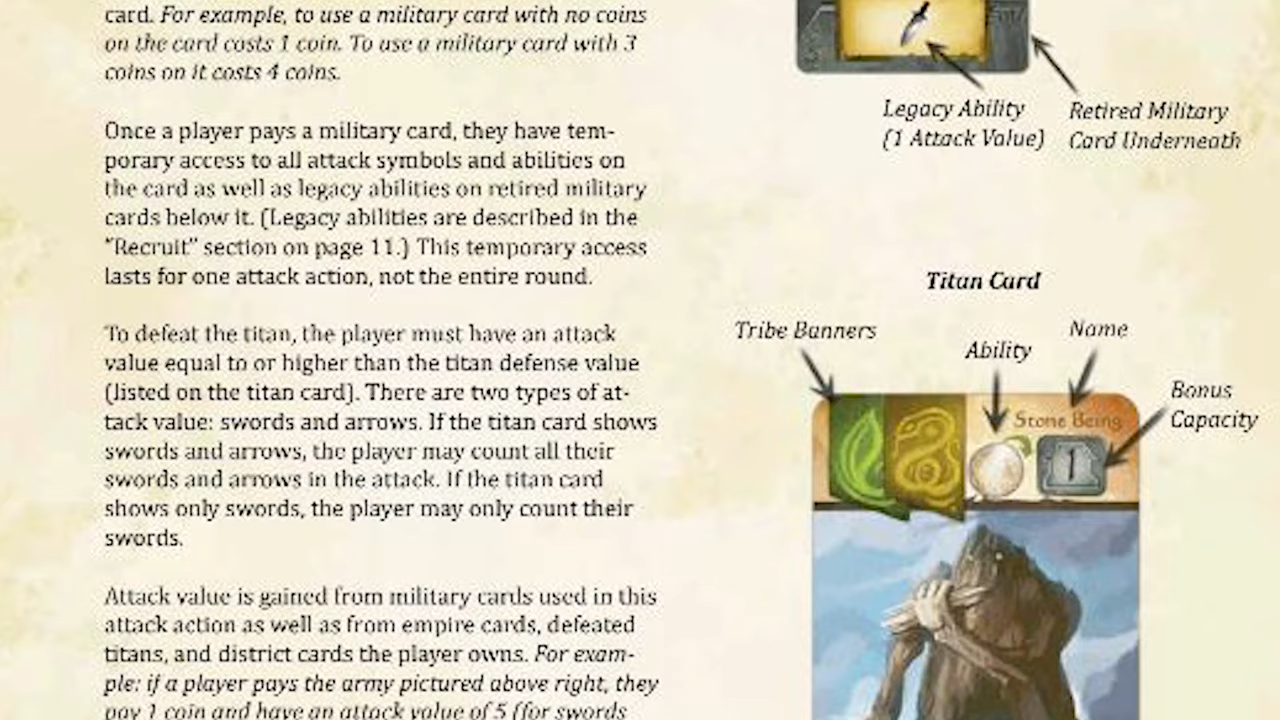 card. For example, to use a military card with no coins
on the card costs 1 coin. To use a military card with 3
coins on it costs 4 coins.
Once a player pays a military card, they have tem-
porary access to all attack symbols and abilities on
the card as well as legacy abilities on retired military
cards below it. (Legacy abilities are described in the
"Recruit" section on page 11.) This temporary access
lasts for one attack action, not the entire round.
To defeat the titan, the player must have an attack
value equal to or higher than the titan defense value
(listed on the titan card). There are two types of at-
tack value: swords and arrows. If the titan card shows
swords and arrows, the player may count all their
swords and arrows in the attack. If the titan card
shows only swords, the player may only count their
swords.
Attack value is gained from military cards used in this
attack action as well as from empire cards, defeated
titans, and district cards the player owns. For exam-
ple: if a player pays the army pictured above right, they
pay 1 coin and have an attack value of 5 (for swords
Legacy Ability
(1 Attack Value)
Retired Military
Card Underneath
Titan Card
Tribe Banners
Ability
Name
Bonus
Capacity
Stone Being
1